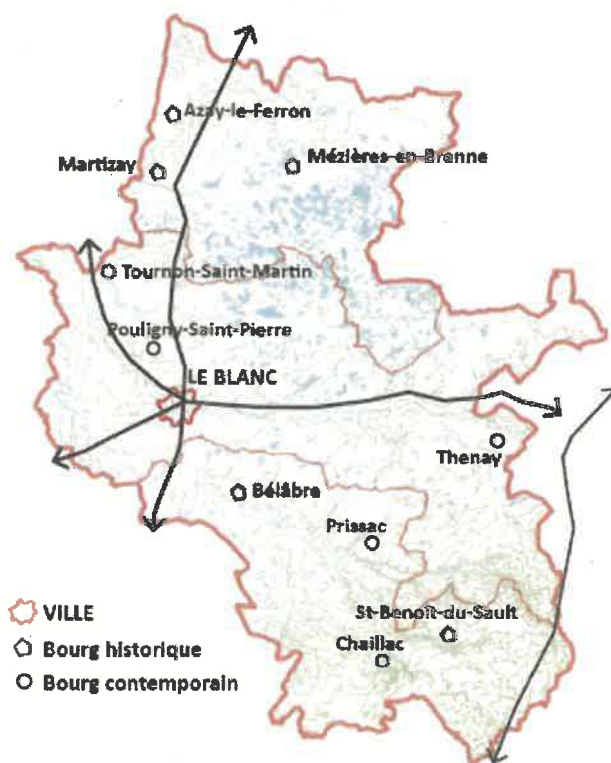 Azay-le-Ferron
Mézières-en-Brenne
Martizay
Tournon-Saint-Martin
Pouligny-Saint-Pierre
LE BLANC
Thenay
Bélâbre
Prissac
St-Benoît-du-Sault
Chaillac
VILLE
Bourg historique
Bourg contemporain